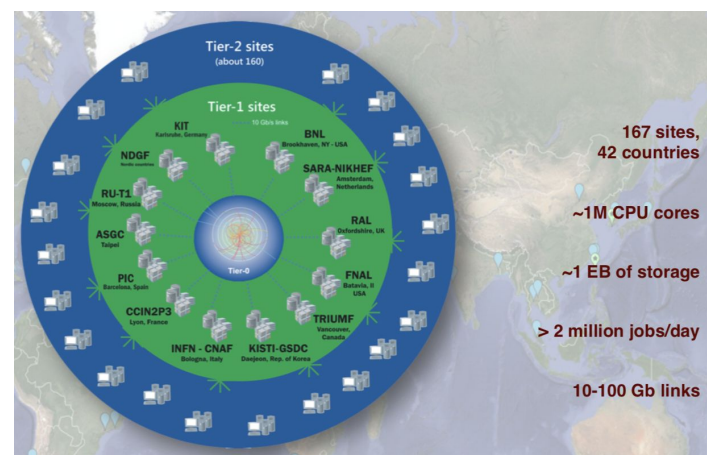 Tier-2 sites
(about 160)
Tier-1 sites
10 Gb/s links
KIT
Karlsruhe, Germany
BNL
Brookhaven, NY - USA
NDGF
Nordic countries
SARA-NIKHEF
Amsterdam,
Netherlands
RU-T1
Moscow, Russia
RAL
Oxfordshire, UK
ASGC
Taipei
Tier-0
FNAL
Batavia, Il
USA
PIC
Barcelona, Spain
CCIN2P3
Lyon, France
TRIUMF
Vancouver,
Canada
INFN - CNAF
Bologna, Italy
KISTI-GSDC
Daejeon, Rep. of Korea
167 sites,
42 countries
~1M CPU cores
~1 EB of storage
> 2 million jobs/day
10-100 Gb links